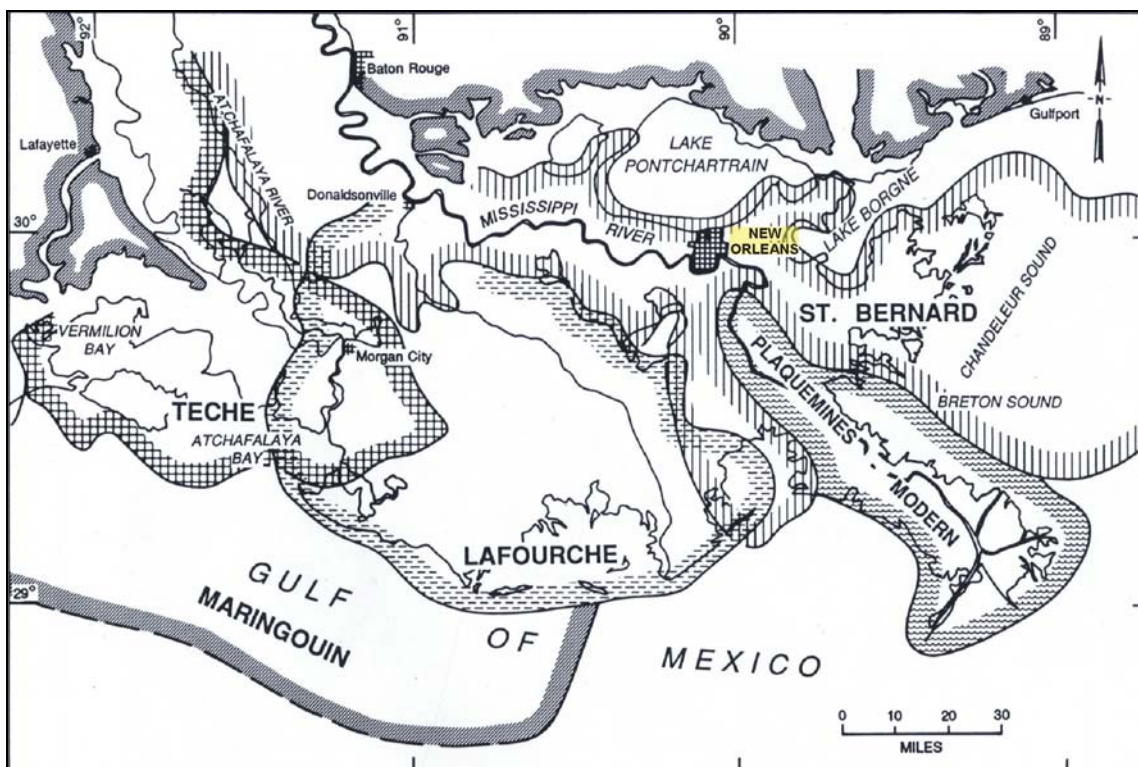 92
91
90
89
Baton Rouge
Gulfport
N
ATCHAFALAYA RIVER
Lafayette
LAKE
PONTCHARTRAIN
Donaldsonville
MISSISSIPPI
RIVER
LAKE BORGNE
30°
NEW
ORLEANS
ST. BERNARD
CHANDELEUR SOUND
VERMILION
BAY
Morgan City
PLAQUEMINES
BRETON SOUND
TECHE
ATCHAFALAYA
BAY
MODERN
LAFOURCHE
GULF
OF
MEXICO
29°
MARINGOUIN
0 10 20 30
MILES